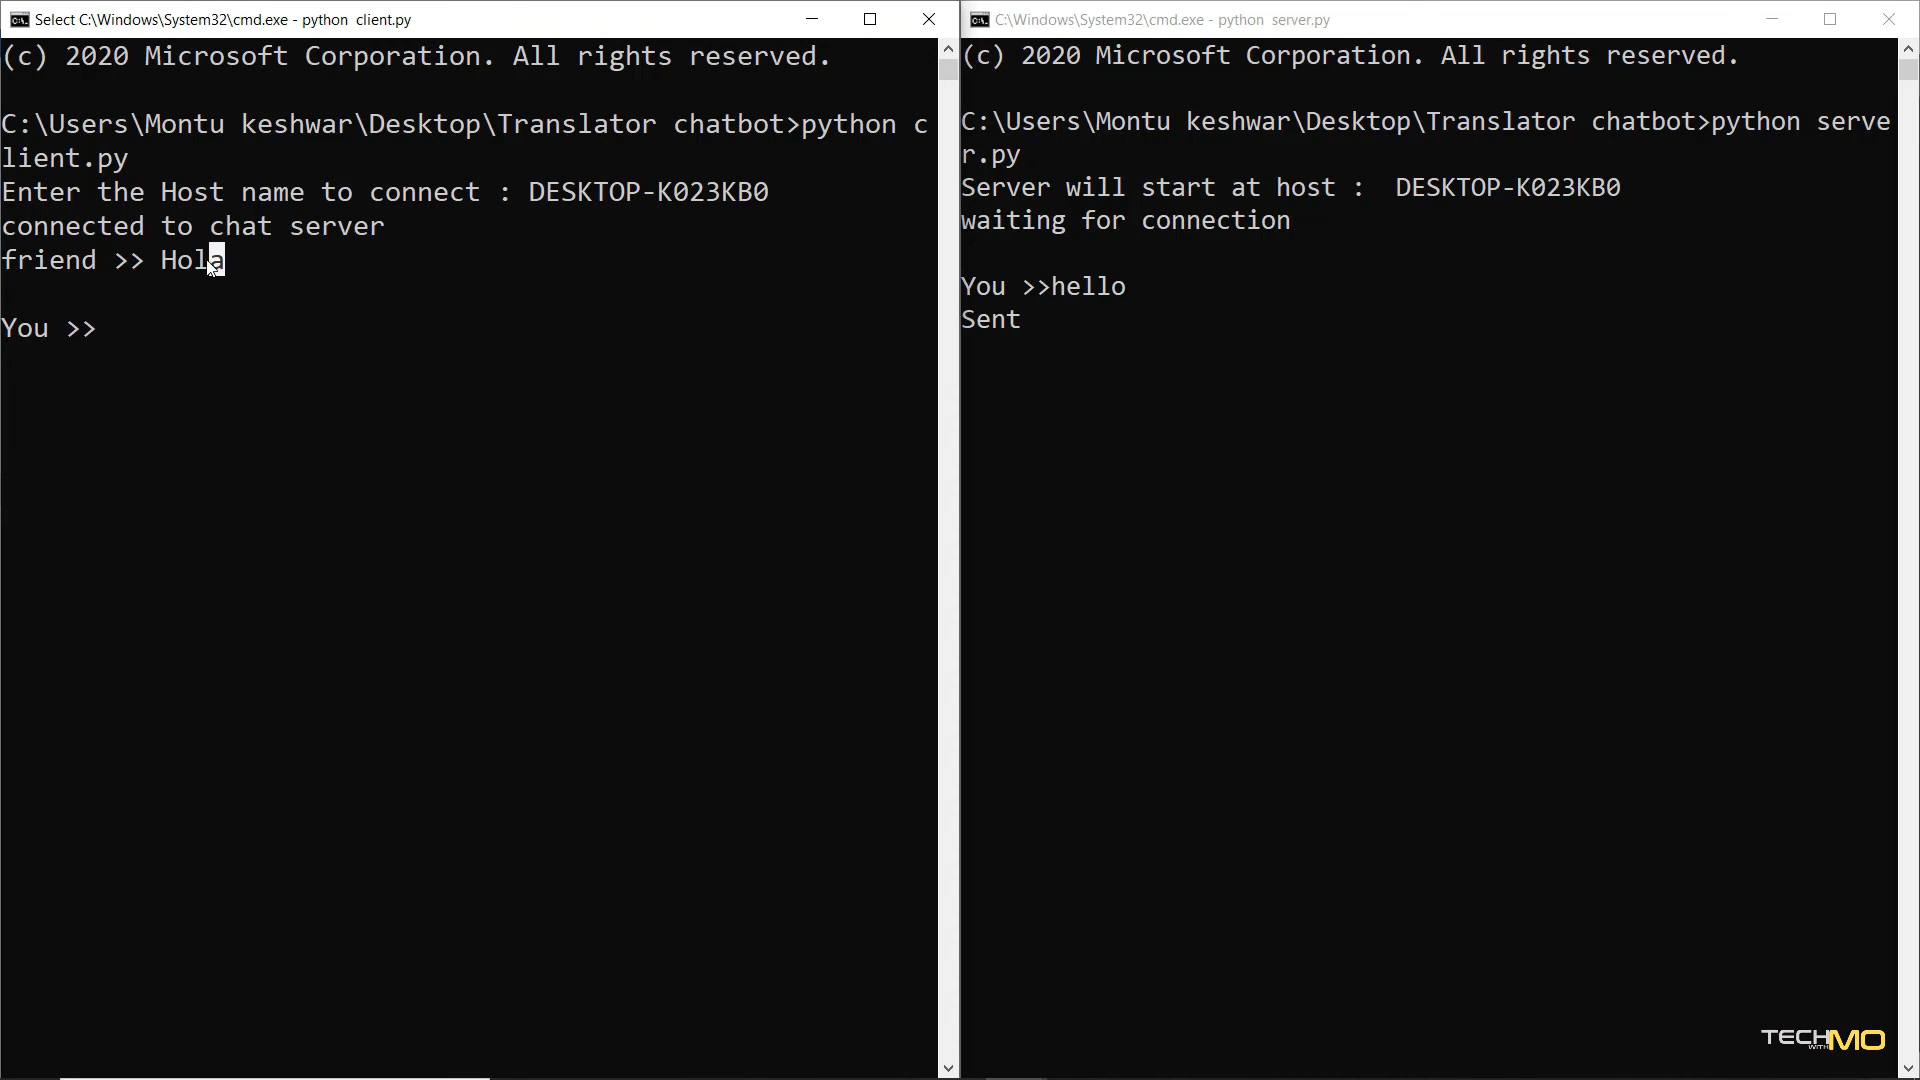 Select C:\Windows\System32\cmd.exe - python  client.py
(c) 2020 Microsoft Corporation. All rights reserved.
C:\Users\Montu keshwar\Desktop\Translator chatbot>python c
lient.py
Enter the Host name to connect : DESKTOP-K023KB0
connected to chat server
friend >> Hola
You >>
C:\Windows\System32\cmd.exe - python  server.py
(c) 2020 Microsoft Corporation. All rights reserved.
C:\Users\Montu keshwar\Desktop\Translator chatbot>python serve
r.py
Server will start at host :  DESKTOP-K023KB0
waiting for connection
You >>hello
Sent
TECH WITH MO